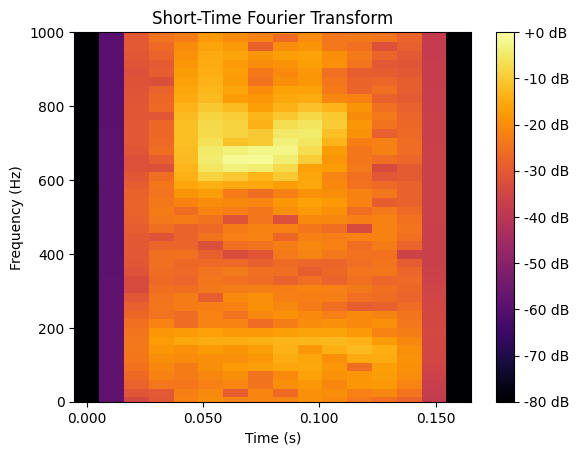 Short-Time Fourier Transform
1000
800
600
400
200
0
Frequency (Hz)
0.000
0.050
0.100
0.150
Time (s)
+0 dB
-10 dB
-20 dB
-30 dB
-40 dB
-50 dB
-60 dB
-70 dB
-80 dB